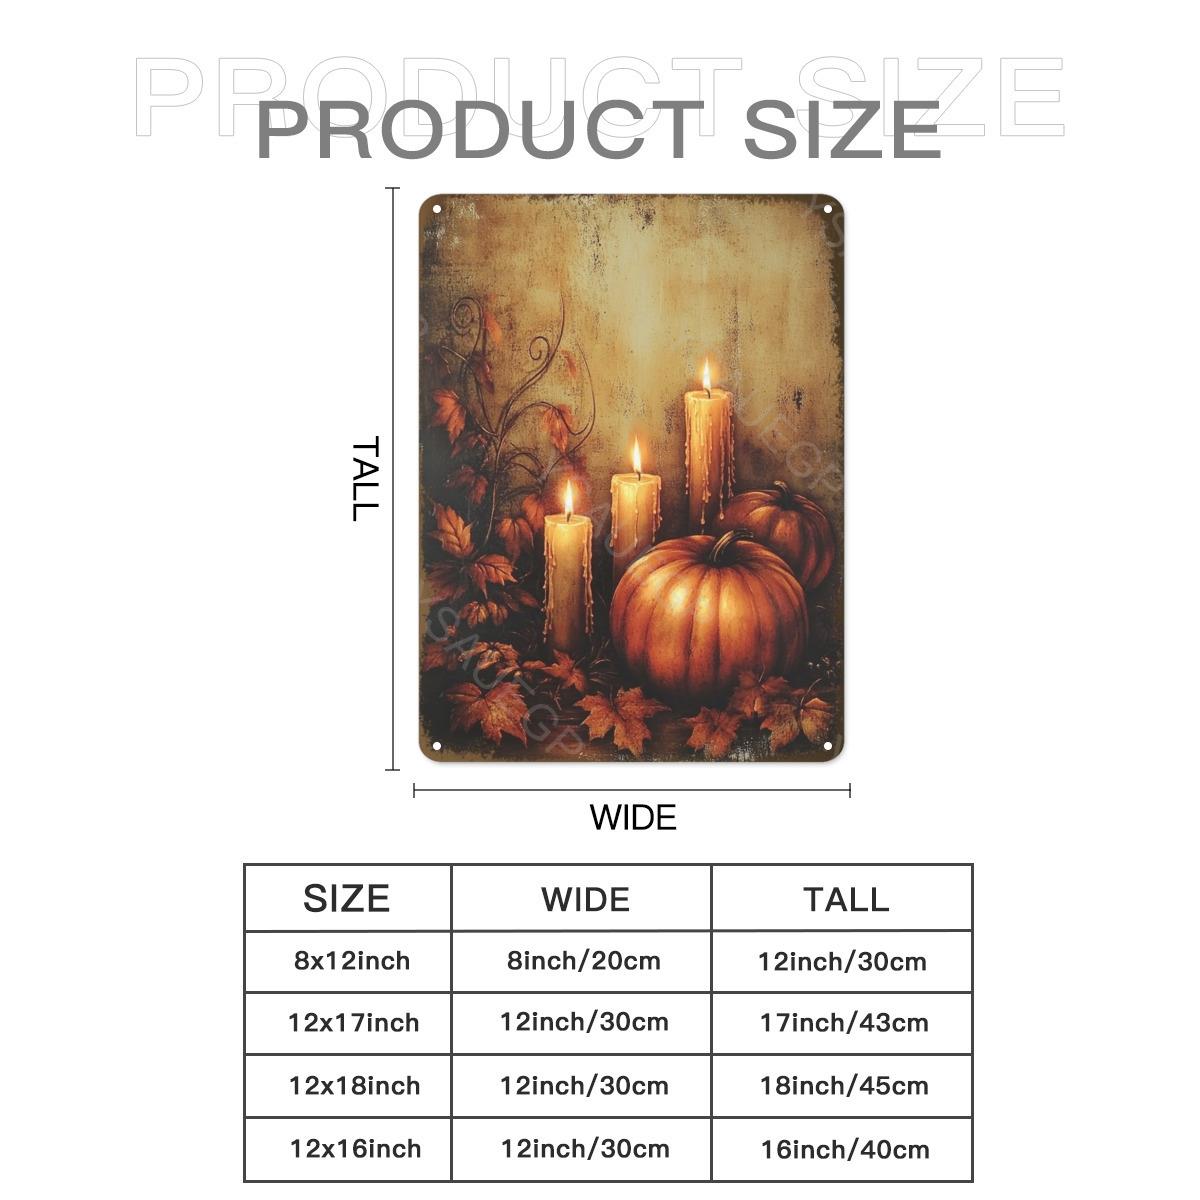 PRODUCT SIZE
PRODUCT SIZE
TALL
WIDE
SIZE WIDE TALL
8x12inch 8inch/20cm 12inch/30cm
12x17inch 12inch/30cm 17inch/43cm
12x18inch 12inch/30cm 18inch/45cm
12x16inch 12inch/30cm 16inch/40cm